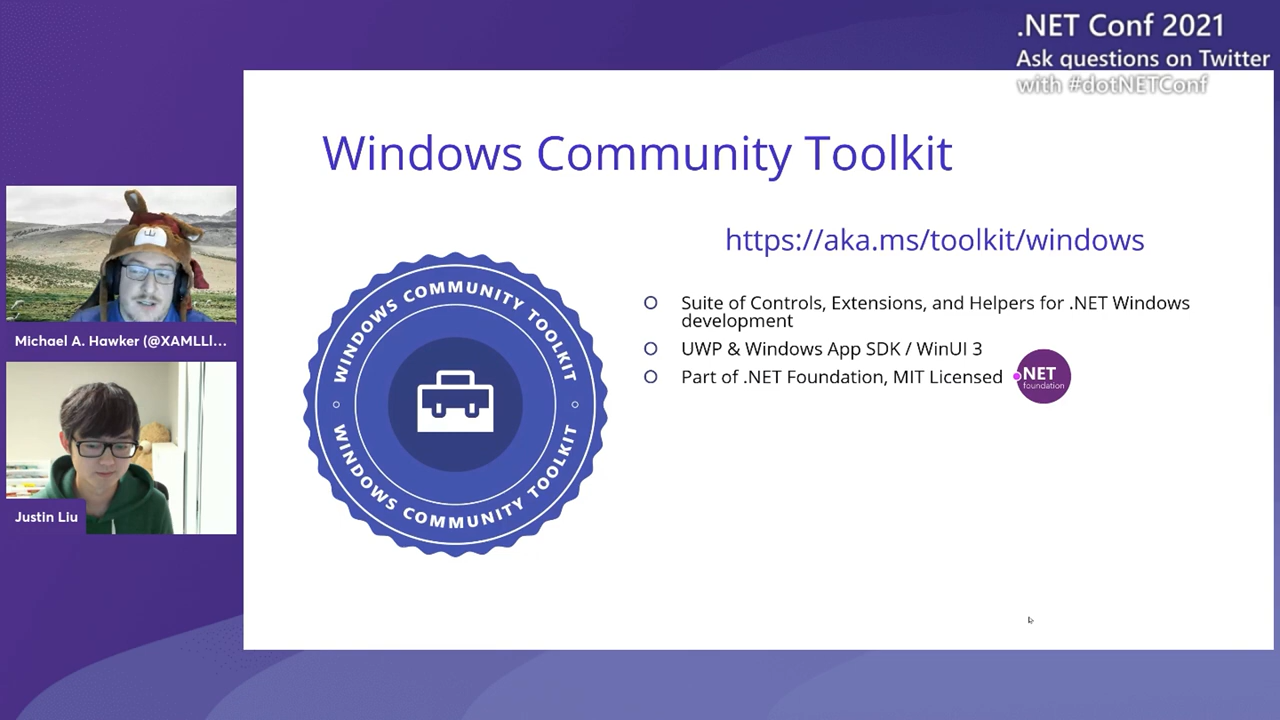 .NET Conf 2021
Ask questions on Twitter
with #dotNETConf
Windows Community Toolkit
https://aka.ms/toolkit/windows
WINDOWS COMMUNITY TOOLKIT
WINDOWS COMMUNITY TOOLKIT
Suite of Controls, Extensions, and Helpers for .NET Windows
development
UWP & Windows App SDK / WinUI 3
Part of .NET Foundation, MIT Licensed
.NET
foundation
Michael A. Hawker (@XAMLLl...
Justin Liu